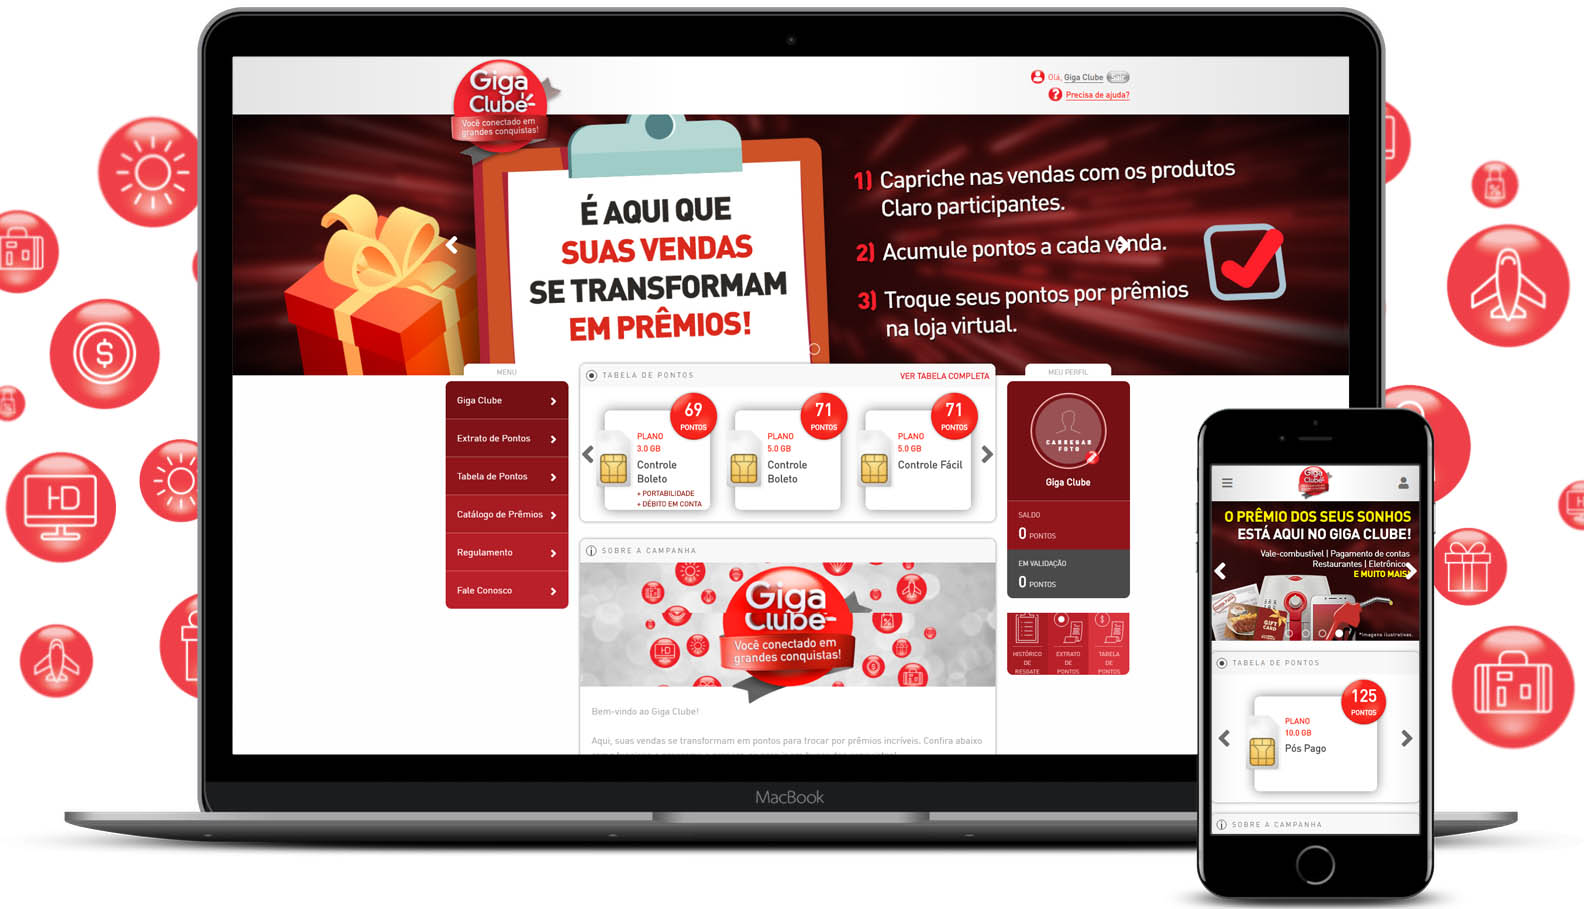 Giga
Clube
Você conectado em
grandes conquistas!
Olá, Giga Clube
Precisa de ajuda?
É AQUI QUE
SUAS VENDAS
SE TRANSFORMAM
EM PRÊMIOS!
1) Capriche nas vendas com os produtos
Claro participantes.
2) Acumule pontos a cada venda.
3) Troque seus pontos por prêmios
na loja virtual.
MENU
Giga Clube
Extrato de Pontos
Tabela de Pontos
Catálogo de Prêmios
Regulamento
Fale Conosco
TABELA DE PONTOS
VER TABELA COMPLETA
69
PONTOS
PLANO
3.0 GB
Controle
Boleto
+ PORTABILIDADE
+ DÉBITO EM CONTA
71
PONTOS
PLANO
5.0 GB
Controle
Boleto
71
PONTOS
PLANO
5.0 GB
Controle Fácil
SOBRE A CAMPANHA
HD
Giga
Clube
Você conectado em
grandes conquistas!
Bem-vindo ao Giga Clube!
Aqui, suas vendas se transformam em pontos para trocar por prêmios incríveis. Confira abaixo
MEU PERFIL
CARREGAR
FOTO
Giga Clube
SALDO
0 PONTOS
EM VALIDAÇÃO
0 PONTOS
HISTÓRICO
DE
RESGATE
EXTRATO
DE
PONTOS
TABELA
DE
PONTOS
MacBook
HD
Giga
Clube
O PRÊMIO DOS SEUS SONHOS
ESTÁ AQUI NO GIGA CLUBE!
Vale-combustível | Pagamento de contas
Restaurantes | Eletrônicos
E MUITO MAIS!
GIFT
CARD
*Imagens ilustrativas.
TABELA DE PONTOS
125
PONTOS
PLANO
10.0 GB
Pós Pago
SOBRE A CAMPANHA